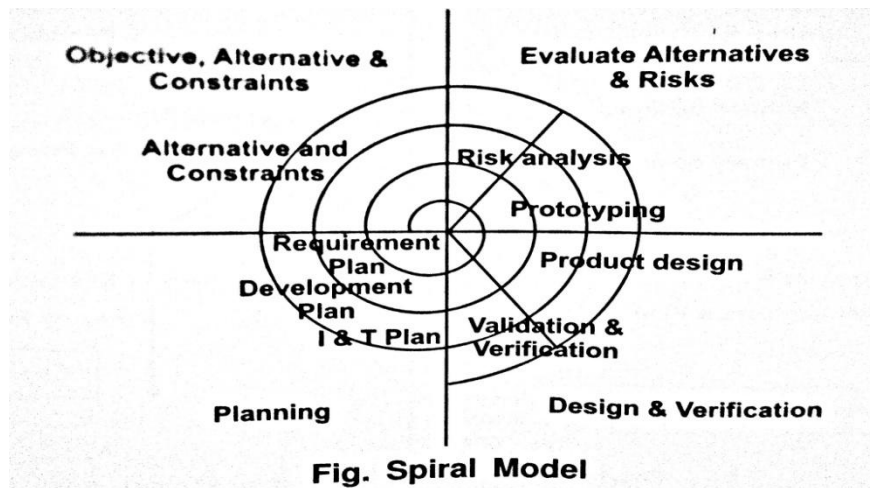 Objective, Alternative &
Constraints
Evaluate Alternatives
& Risks
Alternative and
Constraints
Risk analysis
Prototyping
Requirement
Plan
Development
Plan
I & T Plan
Product design
Validation &
Verification
Planning
Design & Verification
Fig. Spiral Model